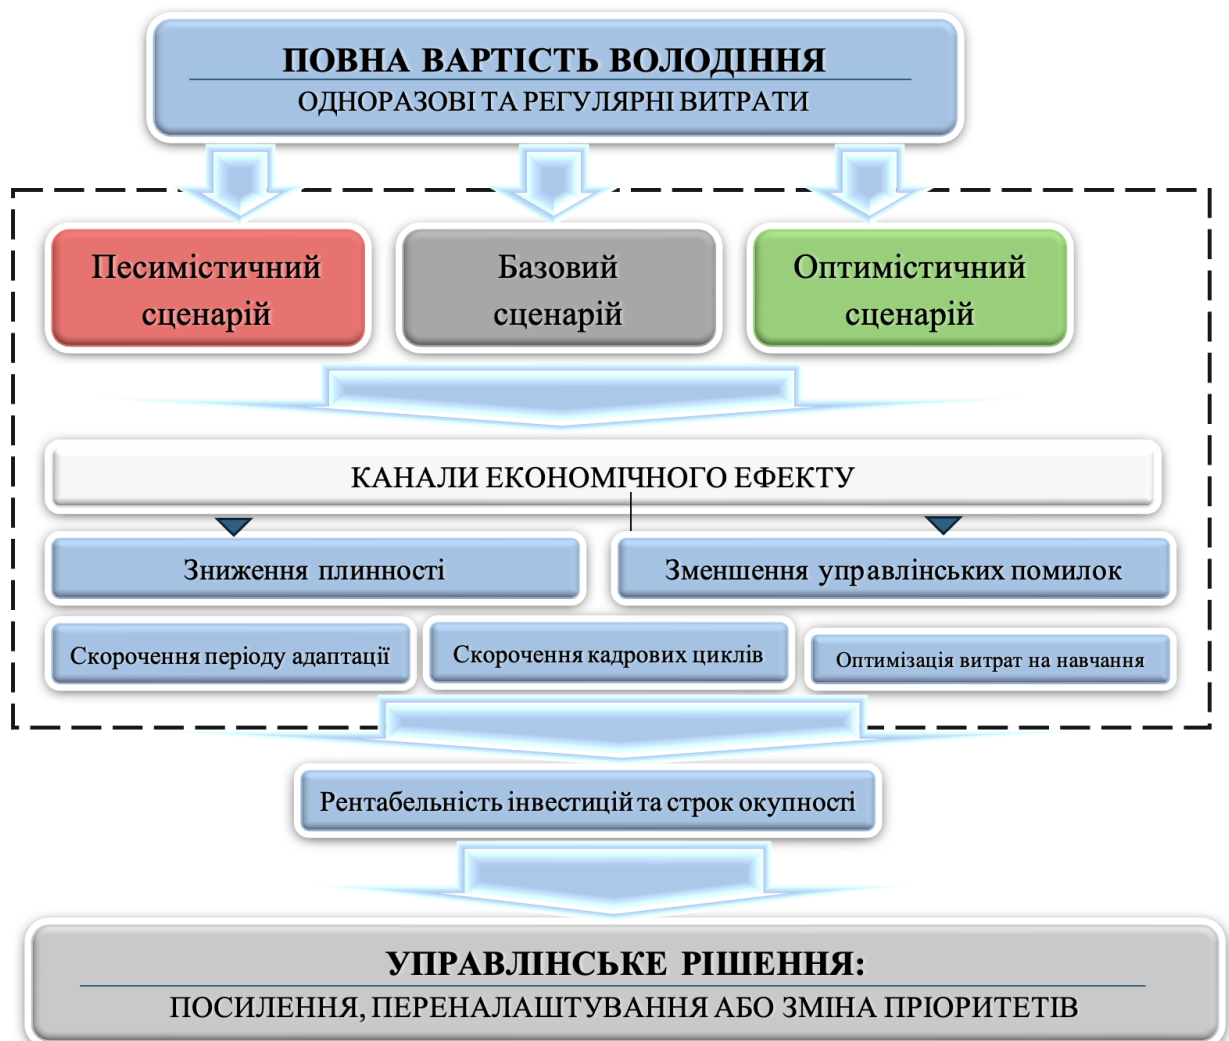 ПОВНА ВАРТІСТЬ ВОЛОДІННЯ
ОДНОРАЗОВІ ТА РЕГУЛЯРНІ ВИТРАТИ
Песимістичний
сценарій
Базовий
сценарій
Оптимістичний
сценарій
КАНАЛИ ЕКОНОМІЧНОГО ЕФЕКТУ
Зниження плинності
Зменшення управлінських помилок
Скорочення періоду адаптації
Скорочення кадрових циклів
Оптимізація витрат на навчання
Рентабельність інвестицій та строк окупності
УПРАВЛІНСЬКЕ РІШЕННЯ:
ПОСИЛЕННЯ, ПЕРЕНАЛАШТУВАННЯ АБО ЗМІНА ПРІОРИТЕТІВ